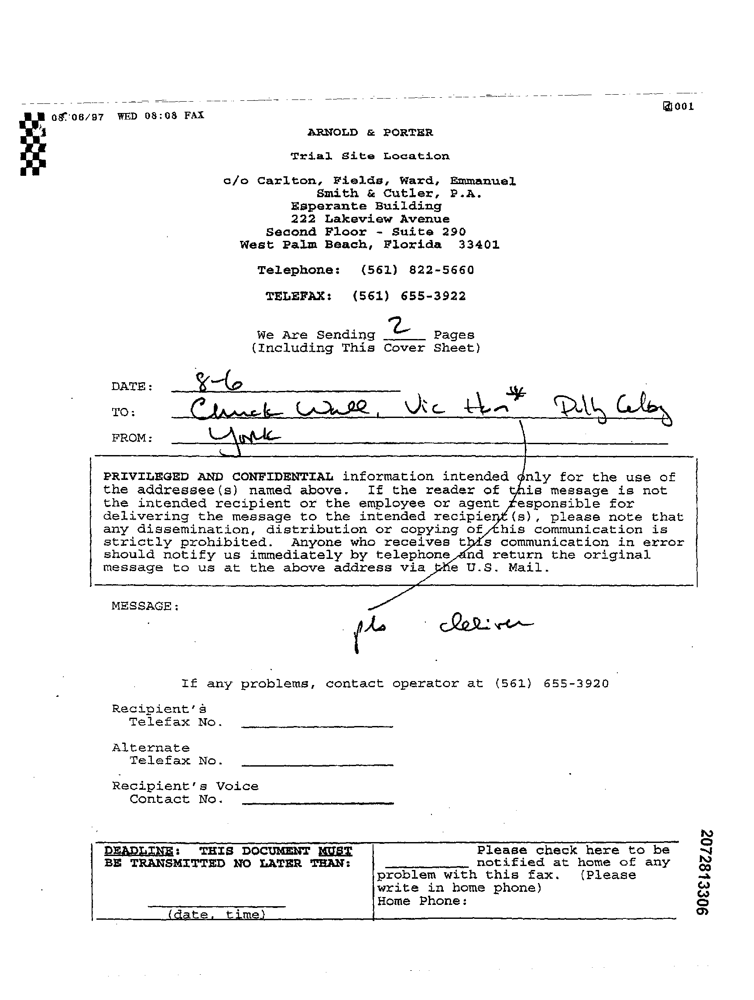 001
08/06/97 WED 08:08 FAX
ARNOLD & PORTER
Trial Site Location
c/o Carlton, Fields, Ward, Emmanuel
Smith & Cutler, P.A.
Esperante Building
222 Lakeview Avenue
Second Floor - Suite 290
West Palm Beach, Florida 33401
Telephone: (561) 822-5660
TELEFAX: (561) 655-3922
We Are Sending 2 Pages
(Including This Cover Sheet)
DATE: 8-6
TO: Chuck Wall, Vic Han*
FROM: York
PRIVILEGED AND CONFIDENTIAL information intended only for the use of
the addressee(s) named above. If the reader of this message is not
the intended recipient or the employee or agent responsible for
delivering the message to the intended recipient(s), please note that
any dissemination, distribution or copying of this communication is
strictly prohibited. Anyone who receives this communication in error
should notify us immediately by telephone and return the original
message to us at the above address via the U.S. Mail.
MESSAGE:
pls deliver
If any problems, contact operator at (561) 655-3920
Recipient's
Telefax No.
Alternate
Telefax No.
Recipient's Voice
Contact No.
DEADLINE: THIS DOCUMENT MUST
BE TRANSMITTED NO LATER THAN:
(date, time)
Please check here to be
notified at home of any
problem with this fax. (Please
write in home phone)
Home Phone:
2072813306